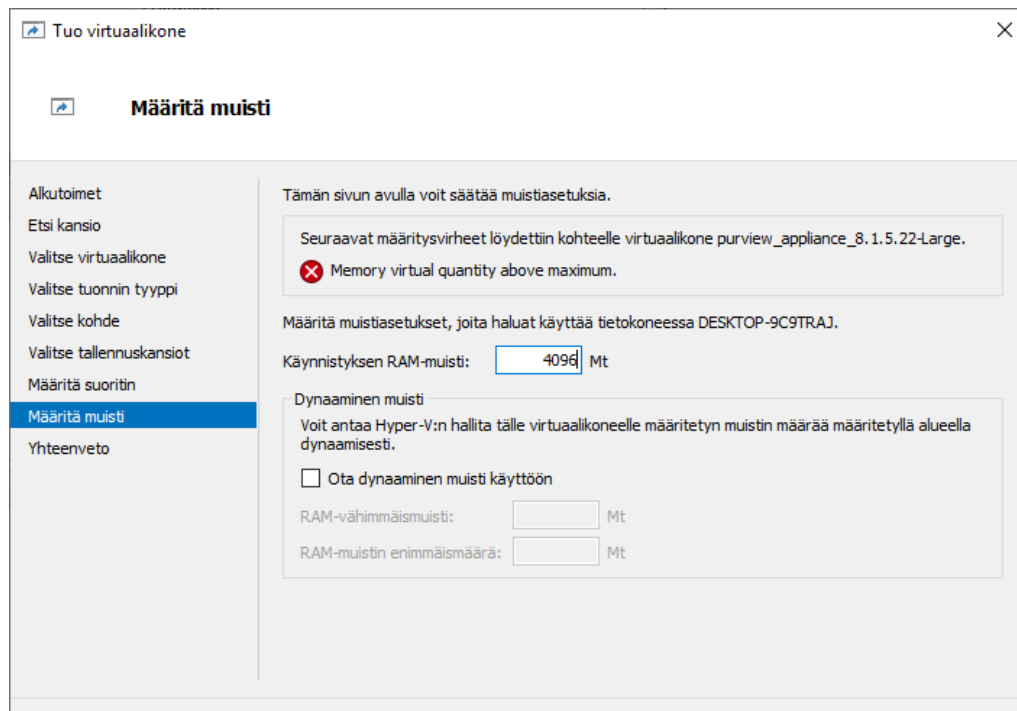 Tuo virtuaalikone
Määritä muisti
Alkutoimet
Etsi kansio
Valitse virtuaalikone
Valitse tuonnin tyyppi
Valitse kohde
Valitse tallennuskansiot
Määritä suoritin
Määritä muisti
Yhteenveto
Tämän sivun avulla voit säätää muistiasetuksia.
Seuraavat määritysvirheet löydettiin kohteelle virtuaalikone purview_appliance_8.1.5.22-Large.
Memory virtual quantity above maximum.
Määritä muistiasetukset, joita haluat käyttää tietokoneessa DESKTOP-9C9TRAJ.
Käynnistyksen RAM-muisti: 4096 Mt
Dynaaminen muisti
Voit antaa Hyper-V:n hallita tälle virtuaalikoneelle määritetyn muistin määrää määritetyllä alueella
dynaamisesti.
Ota dynaaminen muisti käyttöön
RAM-vähimmäismuisti: Mt
RAM-muistin enimmäismäärä: Mt